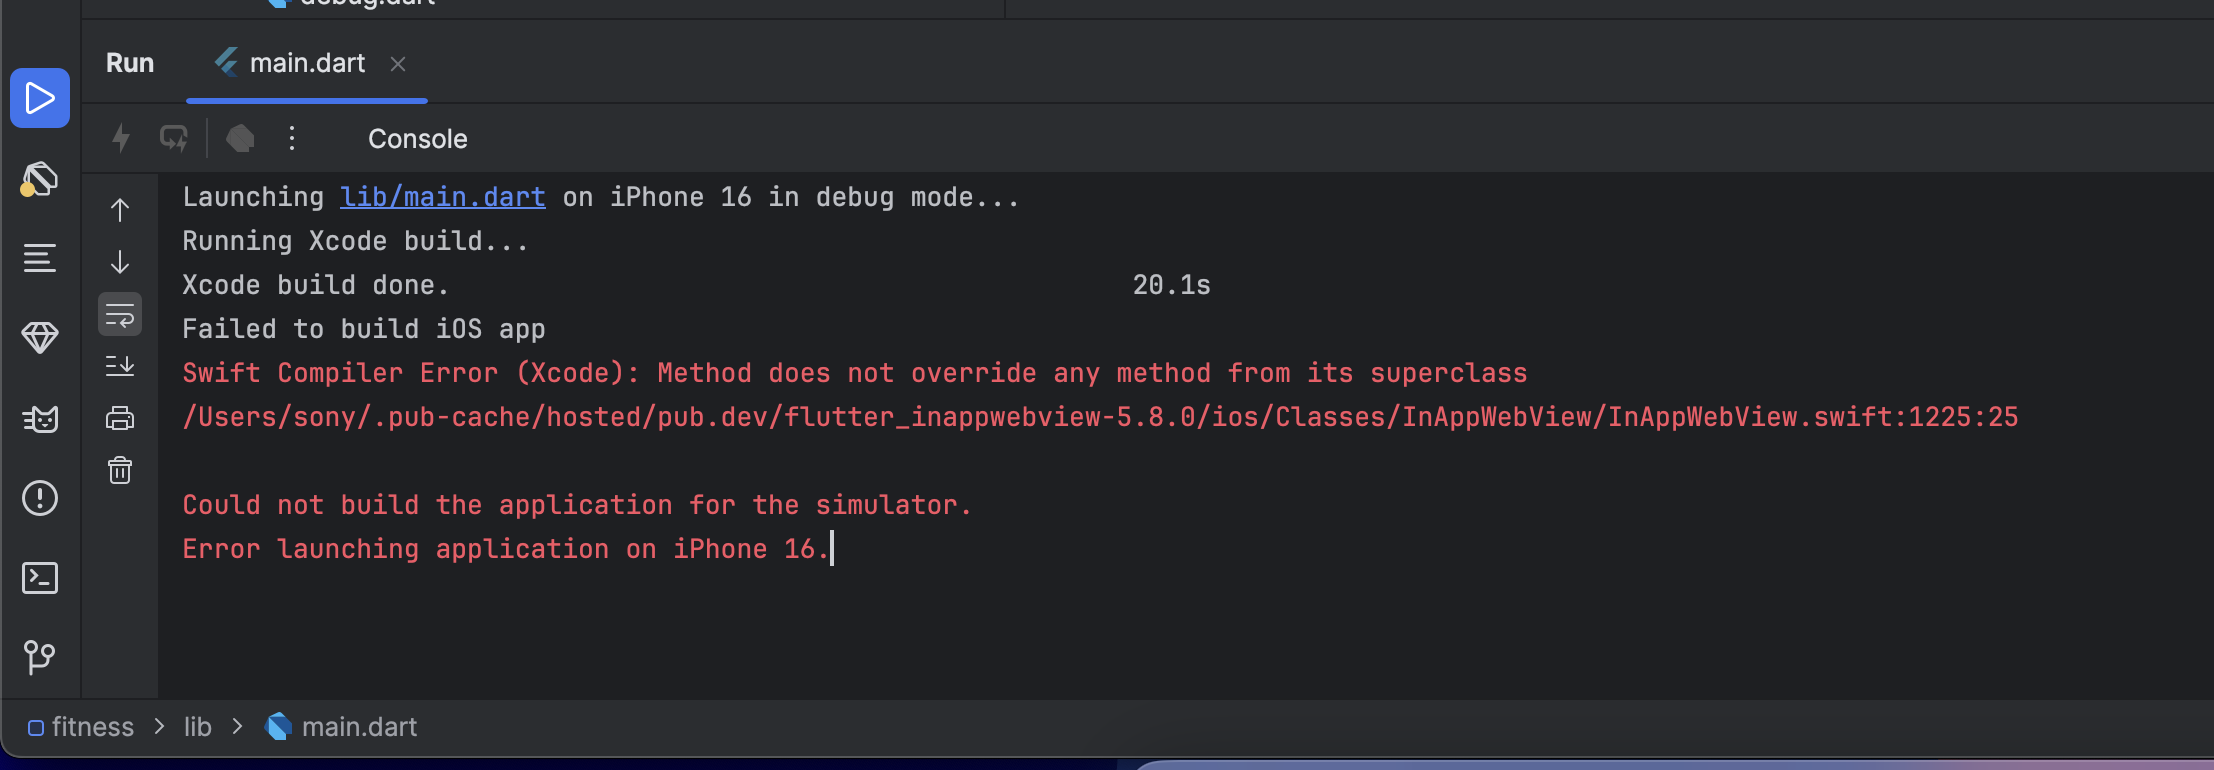 debug.dart
Run main.dart
Console
Launching lib/main.dart on iPhone 16 in debug mode...
Running Xcode build...
Xcode build done. 20.1s
Failed to build iOS app
Swift Compiler Error (Xcode): Method does not override any method from its superclass
/Users/sony/.pub-cache/hosted/pub.dev/flutter_inappwebview-5.8.0/ios/Classes/InAppWebView/InAppWebView.swift:1225:25
Could not build the application for the simulator.
Error launching application on iPhone 16.
fitness > lib > main.dart